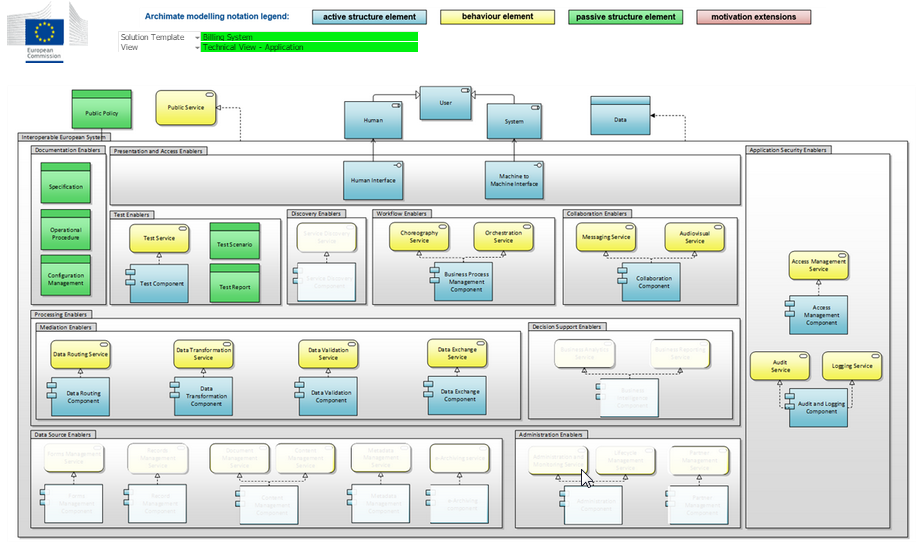 Archimate modelling notation legend:
active structure element
behaviour element
passive structure element
motivation extensions
European
Commission
Solution Template
Billing System
View
Technical View - Application
Public Policy
Public Service
Human
User
System
Data
Interoperable European System
Documentation Enablers
Specification
Operational
Procedure
Configuration
Management
Presentation and Access Enablers
Human Interface
Machine to
Machine Interface
Application Security Enablers
Access Management
Service
Access
Management
Component
Audit
Service
Logging Service
Audit and Logging
Component
Test Enablers
Test Service
Test Component
Test Scenario
Test Report
Discovery Enablers
Workflow Enablers
Choreography
Service
Orchestration
Service
Business Process
Management
Component
Collaboration Enablers
Messaging Service
Audiovisual
Service
Collaboration
Component
Processing Enablers
Mediation Enablers
Data Routing Service
Data Routing
Component
Data Transformation
Service
Data
Transformation
Component
Data Validation
Service
Data Validation
Component
Data Exchange
Service
Data Exchange
Component
Decision Support Enablers
Data Source Enablers
Administration Enablers